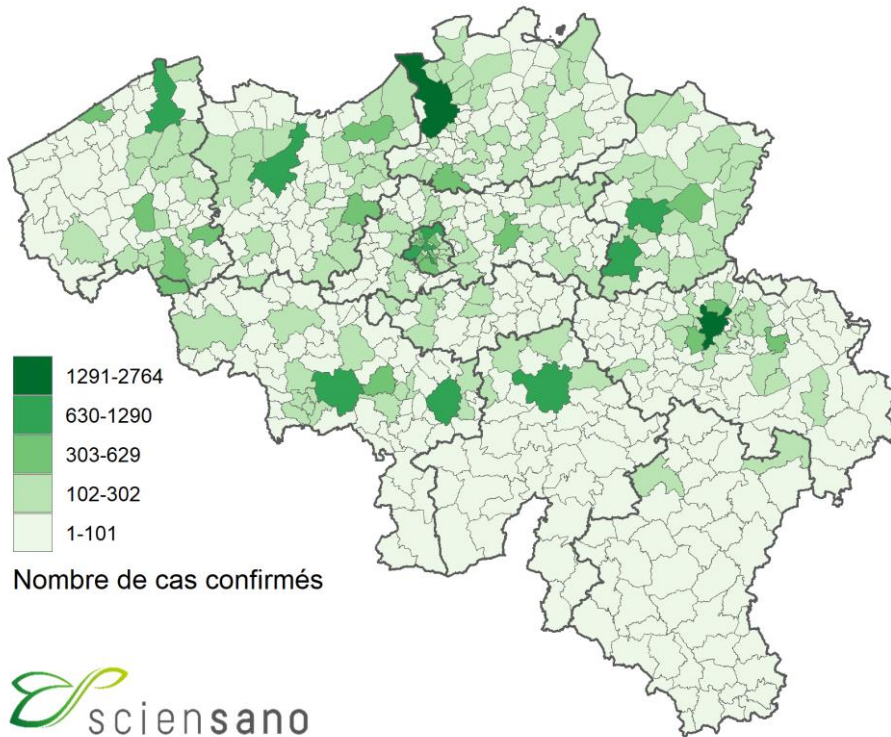 1291-2764
630-1290
303-629
102-302
1-101
Nombre de cas confirmés
sciensano